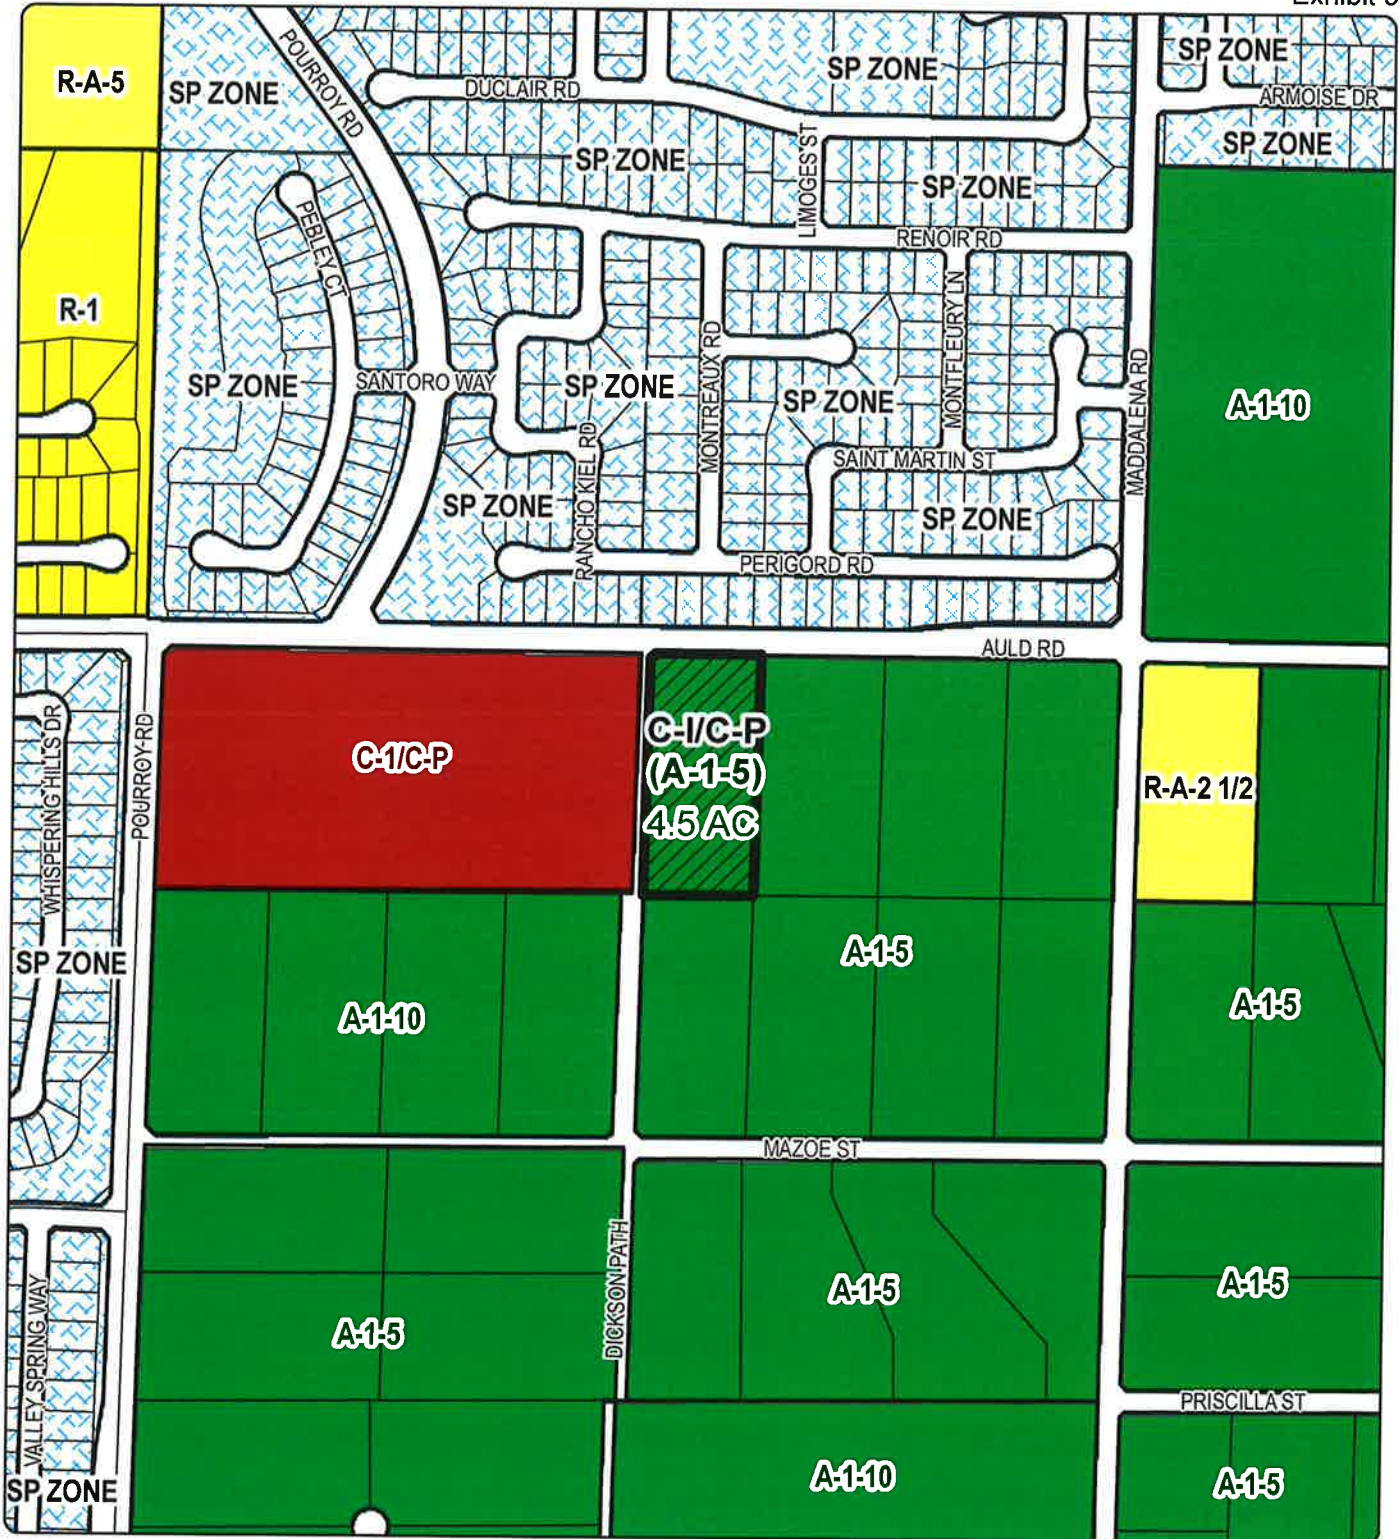 Exhibit
R-A-5
SP ZONE
POURROY RD
DUCLAIR RD
SP ZONE
SP ZONE
ARMOISE DR
SP ZONE
SP ZONE
LIMOGES ST
SP ZONE
PEBLEY CT
RENOIR RD
R-1
MONTREAUX RD
MONTFLEURY LN
SP ZONE
SANTORO WAY
SP ZONE
SP ZONE
MADDALENA RD
A-1-10
SAINT MARTIN ST
SP ZONE
RANCHO KIEL RD
SP ZONE
PERIGORD RD
AULD RD
WHISPERING HILLS DR
POURROY RD
C-1/C-P
C-I/C-P
(A-1-5)
4.5 AC
R-A-2 1/2
SP ZONE
A-1-10
A-1-5
A-1-5
MAZOE ST
DICKSON PATH
A-1-5
A-1-5
A-1-5
VALLEY SPRING WAY
PRISCILLA ST
SP ZONE
A-1-10
A-1-5